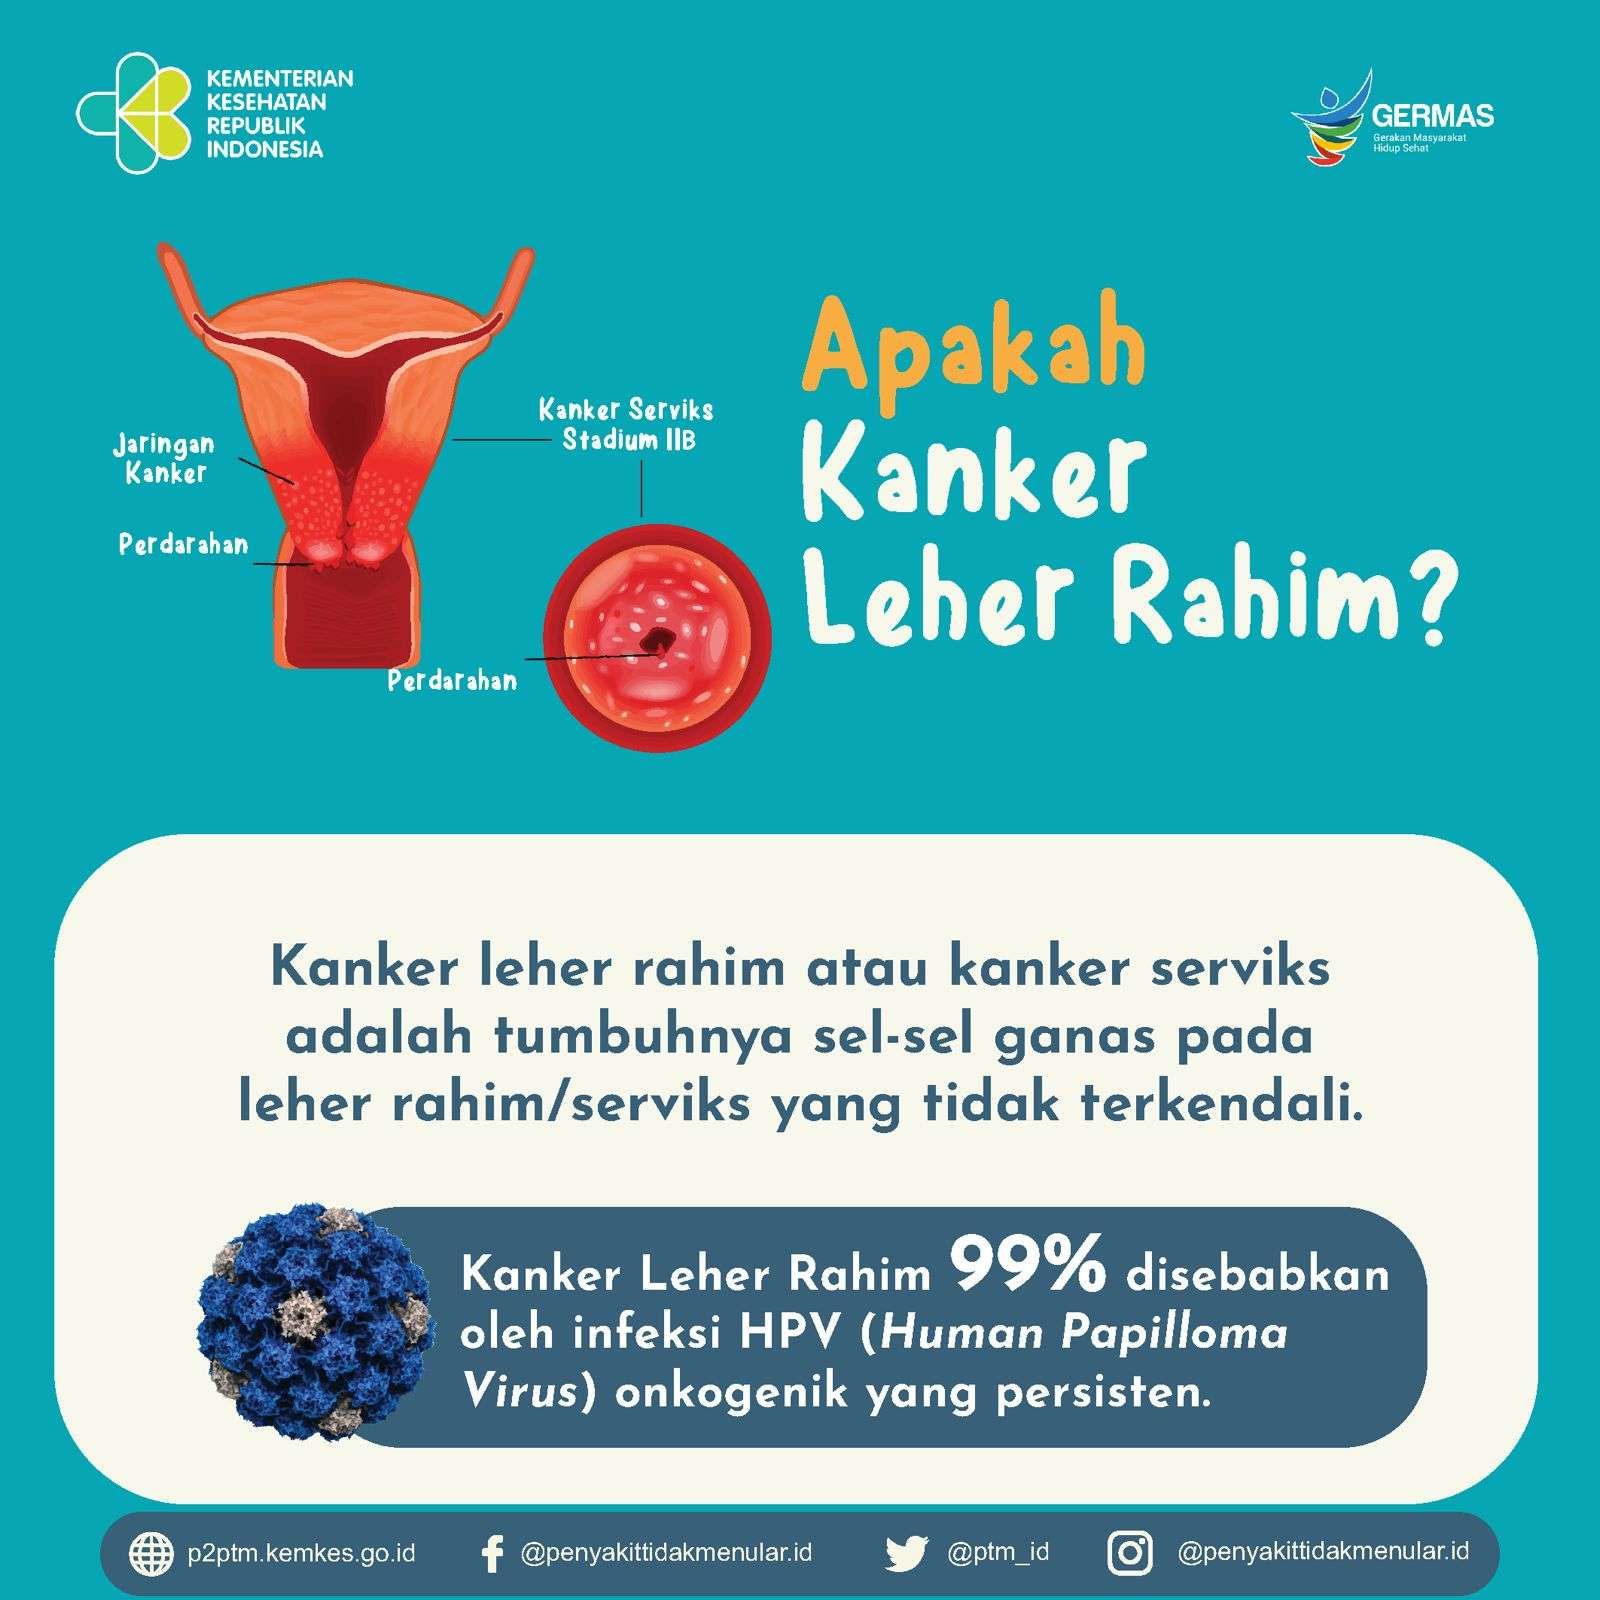 KEMENTERIAN
KESEHATAN
REPUBLIK
INDONESIA
GERMAS
Gerakan Masyarakat
Hidup Sehat
Apakah
Kanker
Leher Rahim?
Kanker Serviks
Stadium IIB
Jaringan
Kanker
Perdarahan
Perdarahan
Kanker leher rahim atau kanker serviks
adalah tumbuhnya sel-sel ganas pada
leher rahim/serviks yang tidak terkendali.
Kanker Leher Rahim 99% disebabkan
oleh infeksi HPV (Human Papilloma
Virus) onkogenik yang persisten.
p2ptm.kemkes.go.id
@penyakittidakmenular.id
@ptm_id
@penyakittidakmenular.id